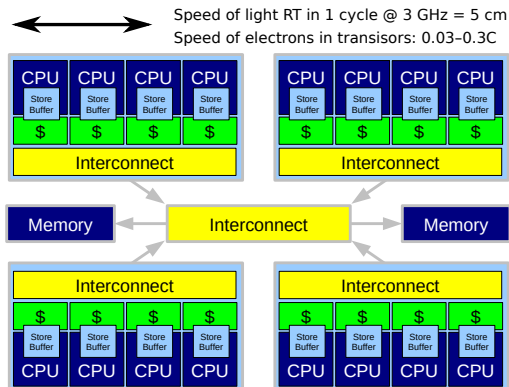 Speed of light RT in 1 cycle @ 3 GHz = 5 cm
Speed of electrons in transisors: 0.03–0.3C
CPU CPU CPU CPU
Store Store Store Store
Buffer Buffer Buffer Buffer
$ $ $ $
Interconnect
CPU CPU CPU CPU
Store Store Store Store
Buffer Buffer Buffer Buffer
$ $ $ $
Interconnect
Memory
Interconnect
Memory
Interconnect
$ $ $ $
Store Store Store Store
Buffer Buffer Buffer Buffer
CPU CPU CPU CPU
Interconnect
$ $ $ $
Store Store Store Store
Buffer Buffer Buffer Buffer
CPU CPU CPU CPU